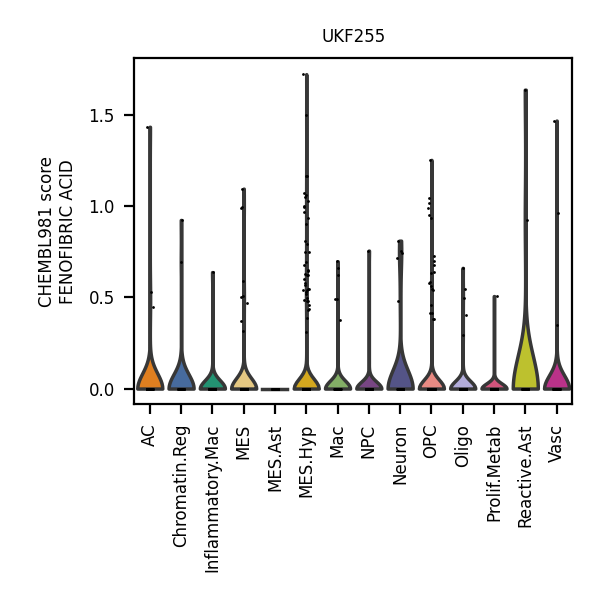 UKF255
CHEMBL981 score
FENOFIBRIC ACID
1.5
1.0
0.5
0.0
AC
Chromatin.Reg
Inflammatory.Mac
MES
MES.Ast
MES.Hyp
Mac
NPC
Neuron
OPC
Oligo
Prolif.Metab
Reactive.Ast
Vasc